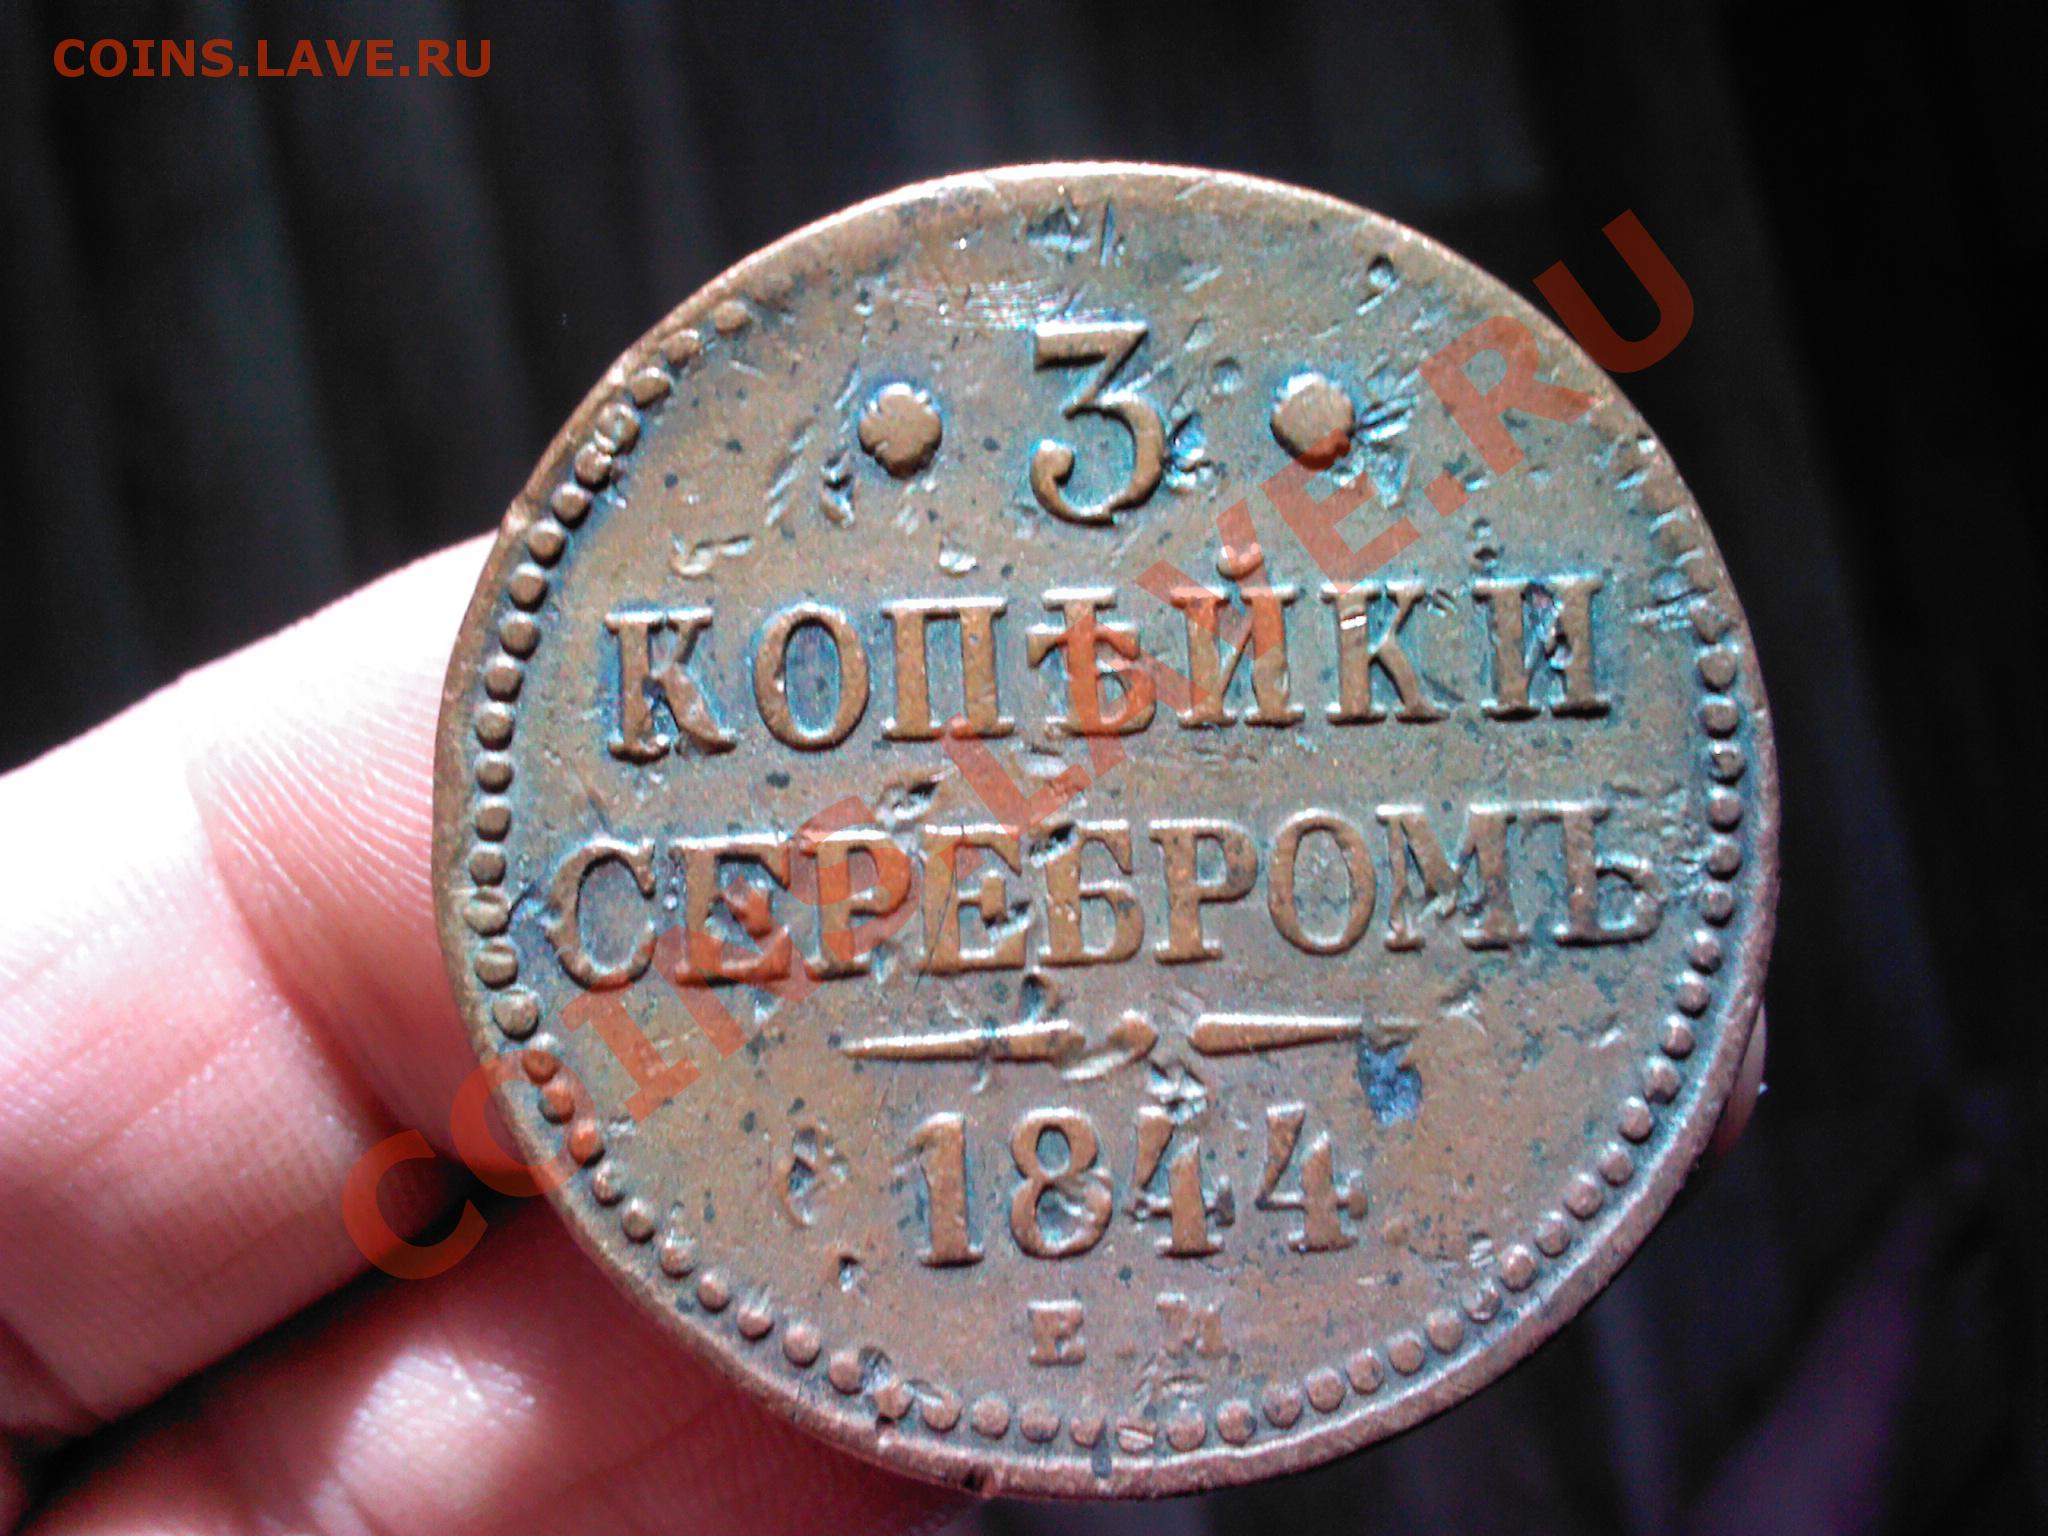 COINS.LAVE.RU
COINS.LAVE.RU
• 3 •
КОПѢЙКИ
СЕРЕБРОМЪ
1844
Е. М